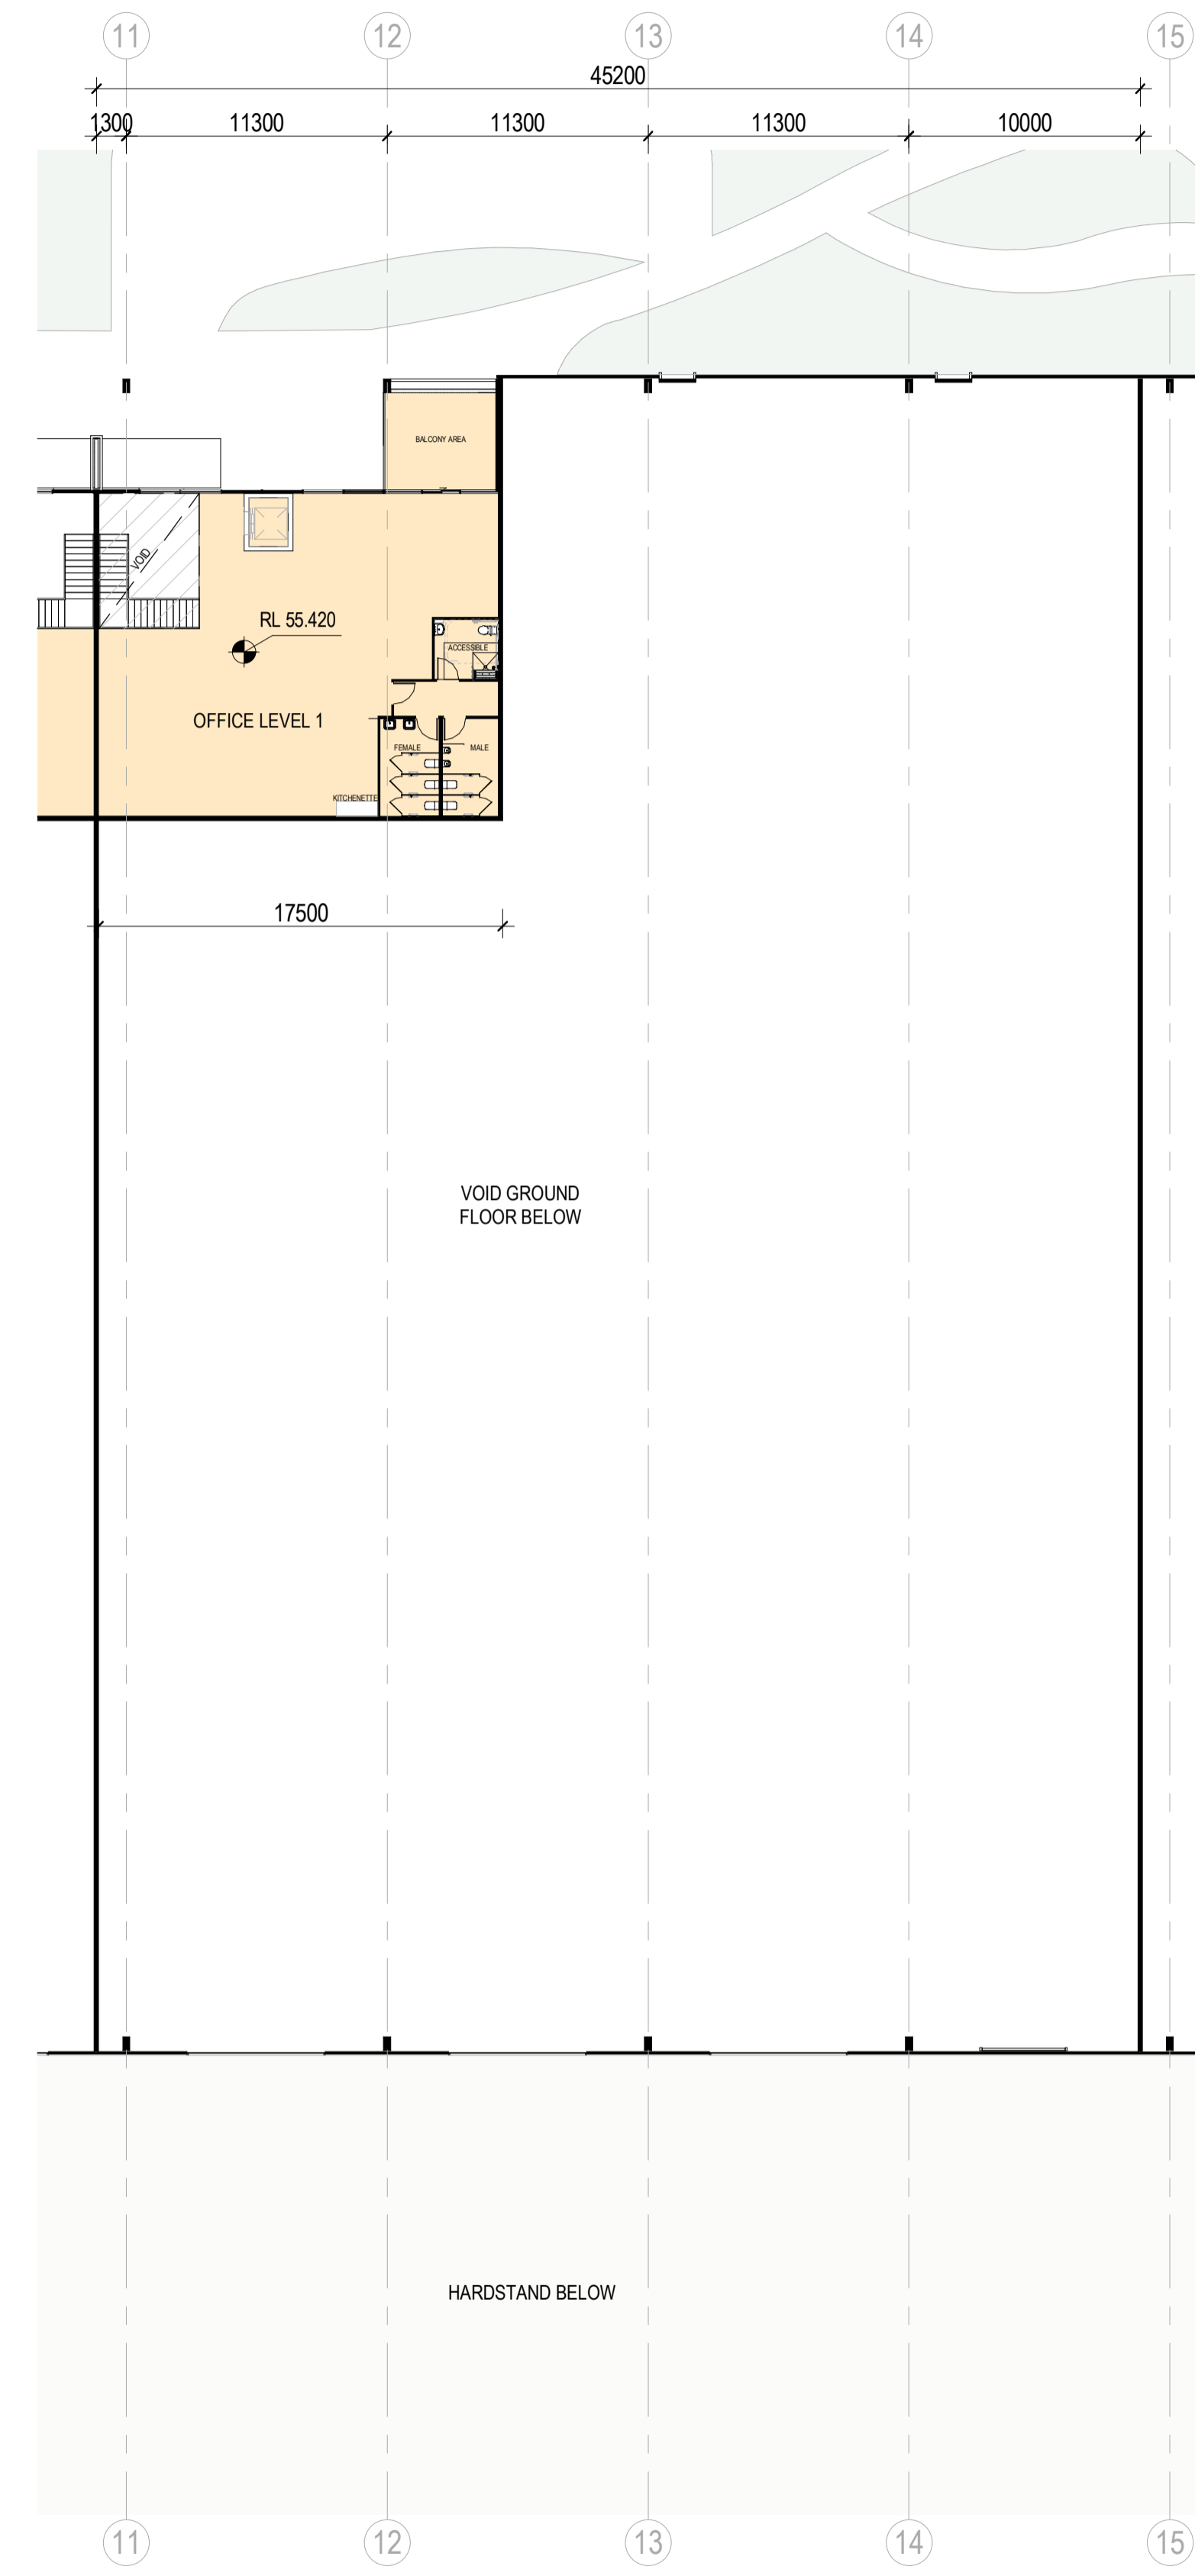 11 12 13 14 15
45200
1300 11300 11300 11300 10000
BALCONY AREA
VOID
RL 55.420
ACCESSIBLE
OFFICE LEVEL 1
FEMALE MALE
KITCHENETTE
17500
VOID GROUND
FLOOR BELOW
HARDSTAND BELOW
11 12 13 14 15